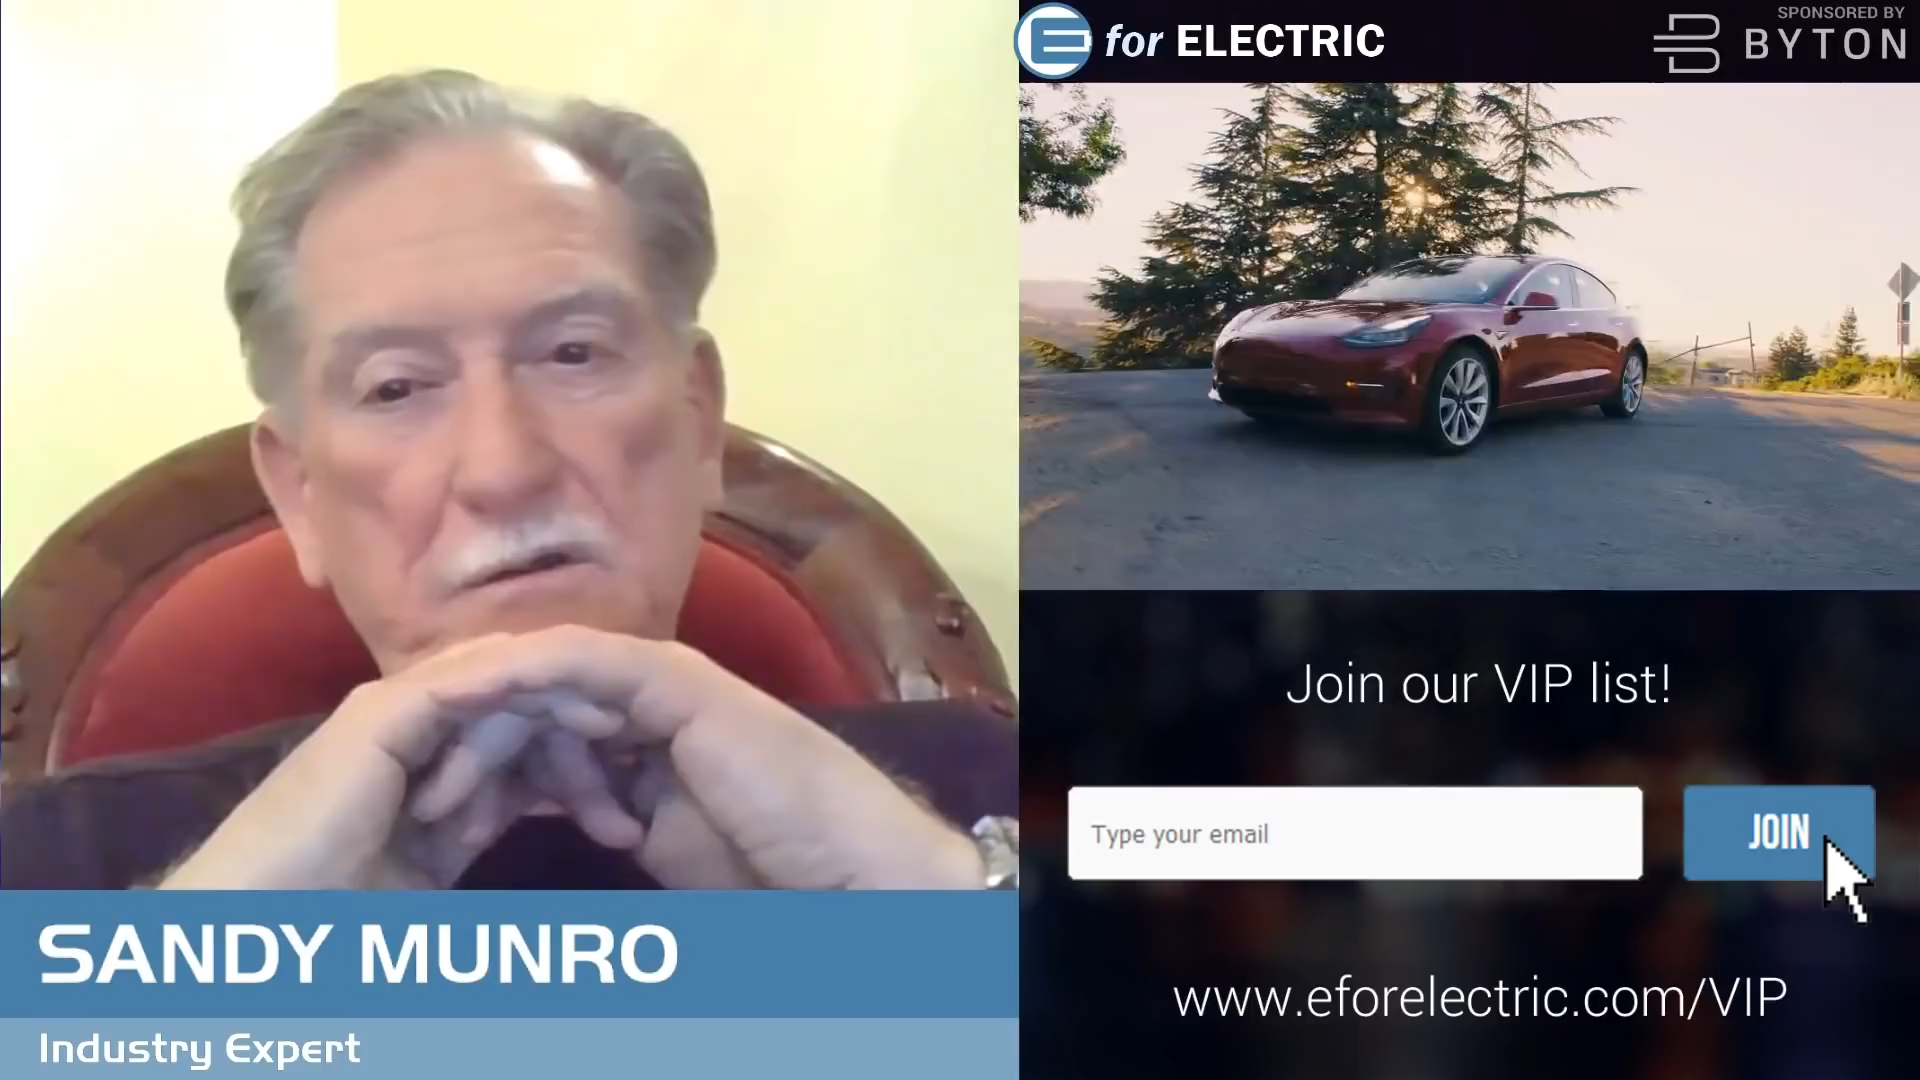 E for ELECTRIC
SPONSORED BY
BYTON
Join our VIP list!
Type your email
JOIN
www.eforelectric.com/VIP
SANDY MUNRO
Industry Expert